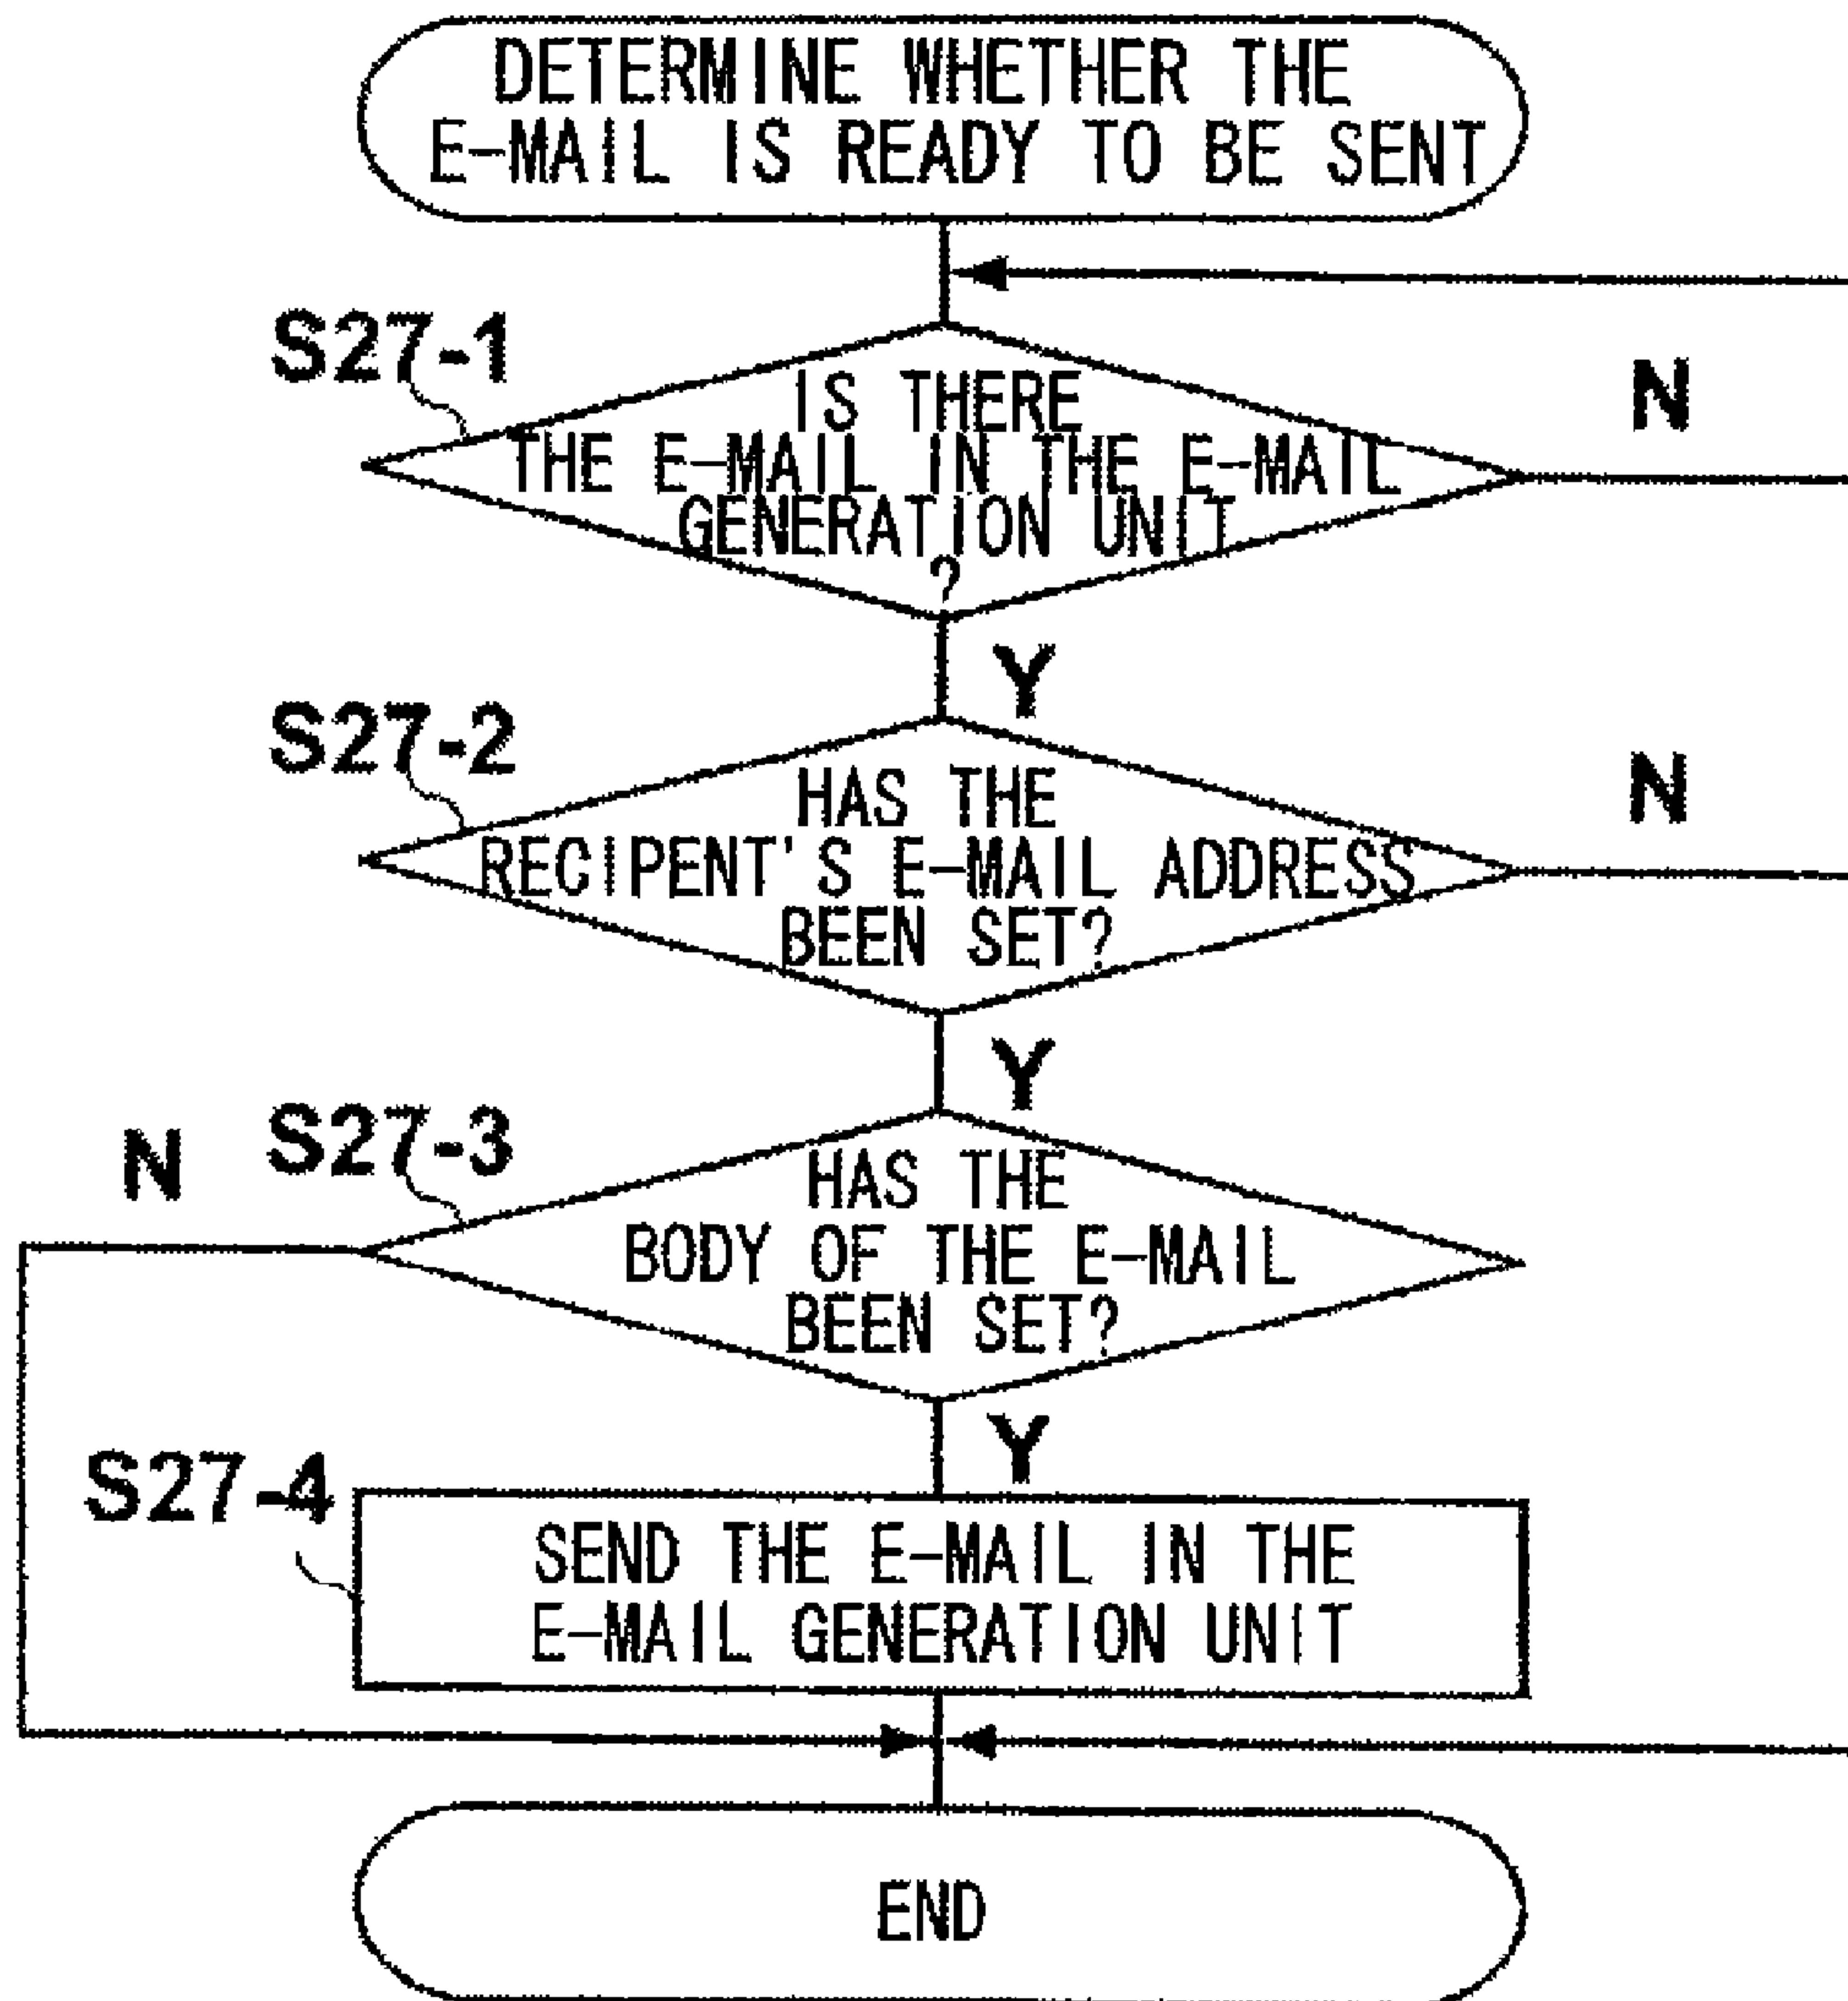 DETERMINE WHETHER THE
E-MAIL IS READY TO BE SENT
S27-1
IS THERE
THE E-MAIL IN THE E-MAIL
GENERATION UNIT
?
N
Y
S27-2
HAS THE
RECIPENT'S E-MAIL ADDRESS
BEEN SET?
N
Y
S27-3
N
HAS THE
BODY OF THE E-MAIL
BEEN SET?
Y
S27-4
SEND THE E-MAIL IN THE
E-MAIL GENERATION UNIT
END